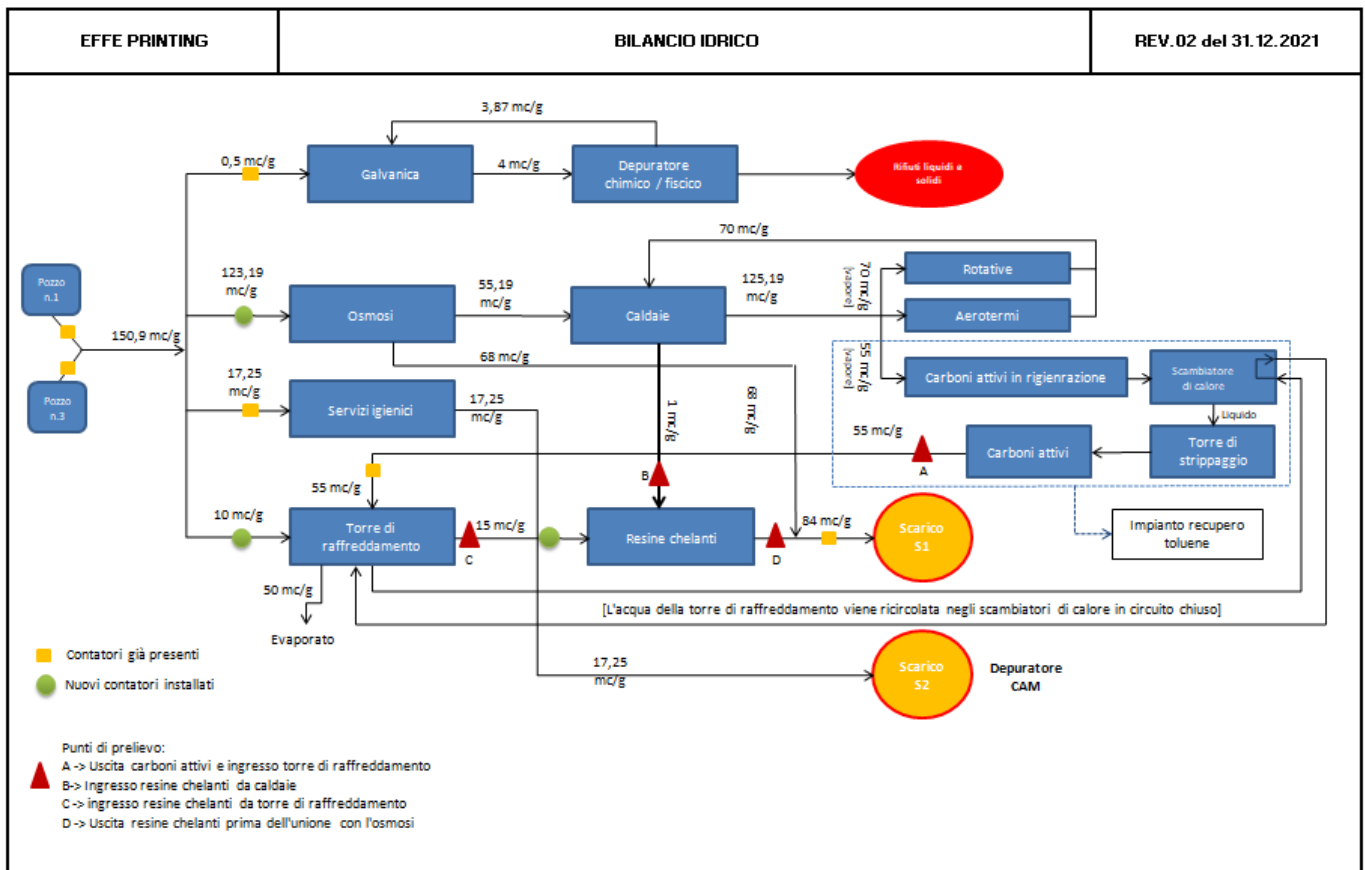 EFFE PRINTING
BILANCIO IDRICO
REV.02 del 31.12.2021
3,87 mc/g
0,5 mc/g
Galvanica
4 mc/g
Depuratore
chimico / fiscico
Rifiuti liquidi e
solidi
70 mc/g
Pozzo
n.1
123,19
mc/g
Osmosi
55,19
mc/g
Caldaie
125,19
mc/g
70 mc/g
[vapore]
Rotative
Aerotermi
150,9 mc/g
68 mc/g
55 mc/g
[vapore]
Carboni attivi in rigienrazione
Scambiatore
di calore
Pozzo
n.3
17,25
mc/g
Servizi igienici
17,25
mc/g
1 mc/g
68 mc/g
Liquido
55 mc/g
A
Carboni attivi
Torre di
strippaggio
B
55 mc/g
10 mc/g
Torre di
raffreddamento
15 mc/g
C
Resine chelanti
D
84 mc/g
Scarico
S1
Impianto recupero
toluene
50 mc/g
Evaporato
[L'acqua della torre di raffreddamento viene ricircolata negli scambiatori di calore in circuito chiuso]
Contatori già presenti
Nuovi contatori installati
17,25
mc/g
Scarico
S2
Depuratore
CAM
Punti di prelievo:
A -> Uscita carboni attivi e ingresso torre di raffreddamento
B-> Ingresso resine chelanti da caldaie
C -> ingresso resine chelanti da torre di raffreddamento
D -> Uscita resine chelanti prima dell'unione con l'osmosi